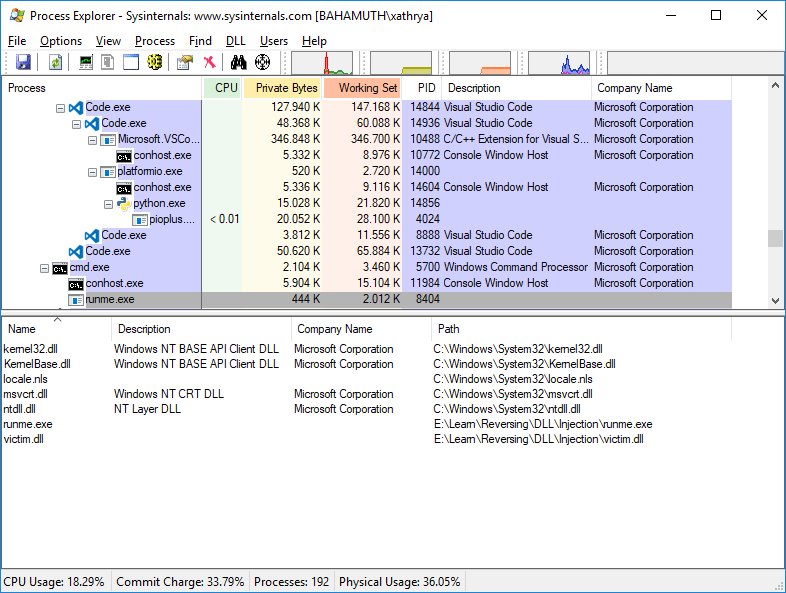 Process Explorer - Sysinternals: www.sysinternals.com [BAHAMUTH\xathrya]
File Options View Process Find DLL Users Help
Process CPU Private Bytes Working Set PID Description Company Name
Code.exe 127.940 K 147.168 K 14844 Visual Studio Code Microsoft Corporation
Code.exe 48.368 K 60.088 K 14936 Visual Studio Code Microsoft Corporation
Microsoft.VSCo... 346.848 K 346.700 K 10488 C/C++ Extension for Visual S... Microsoft Corporation
conhost.exe 5.332 K 8.976 K 10772 Console Window Host Microsoft Corporation
platformio.exe 520 K 2.720 K 14000
conhost.exe 5.336 K 9.116 K 14604 Console Window Host Microsoft Corporation
python.exe 15.028 K 21.820 K 14856
pioplus.... < 0.01 20.052 K 28.100 K 4024
Code.exe 3.812 K 11.556 K 8888 Visual Studio Code Microsoft Corporation
Code.exe 50.620 K 65.884 K 13732 Visual Studio Code Microsoft Corporation
cmd.exe 2.104 K 3.460 K 5700 Windows Command Processor Microsoft Corporation
conhost.exe 5.904 K 15.104 K 11984 Console Window Host Microsoft Corporation
runme.exe 444 K 2.012 K 8404
Name Description Company Name Path
kernel32.dll Windows NT BASE API Client DLL Microsoft Corporation C:\Windows\System32\kernel32.dll
KernelBase.dll Windows NT BASE API Client DLL Microsoft Corporation C:\Windows\System32\KernelBase.dll
locale.nls C:\Windows\System32\locale.nls
msvcrt.dll Windows NT CRT DLL Microsoft Corporation C:\Windows\System32\msvcrt.dll
ntdll.dll NT Layer DLL Microsoft Corporation C:\Windows\System32\ntdll.dll
runme.exe E:\Learn\Reversing\DLL\Injection\runme.exe
victim.dll E:\Learn\Reversing\DLL\Injection\victim.dll
CPU Usage: 18.29% Commit Charge: 33.79% Processes: 192 Physical Usage: 36.05%